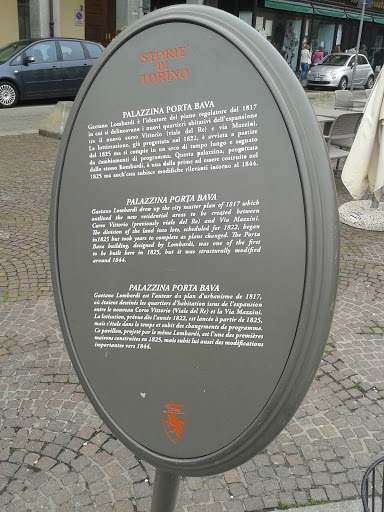 STORIE
DI
TORINO
PALAZZINA PORTA BAVA
Gaetano Lombardi è l'ideatore del piano regolatore del 1817
in cui si delineavano i nuovi quartieri abitativi dell'espansione
tra il nuovo corso Vittorio (viale del Re) e via Mazzini.
La lottizzazione, già progettata nel 1822, è avviata a partire
dal 1825 ma si compie in un arco di tempo lungo e segnato
da cambiamenti di programma. Questa palazzina, progettata
dallo stesso Lombardi, è una delle prime ad essere costruite nel
1825 ma anch'essa subisce modifiche rilevanti intorno al 1844.
PALAZZINA PORTA BAVA
Gaetano Lombardi drew up the city master plan of 1817 which
outlined the new residential areas to be created between
Corso Vittorio (previously viale del Re) and Via Mazzini.
The division of the land into lots, scheduled for 1822, began
in1825 but took years to complete as plans changed. The Porta
Bava building, designed by Lombardi, was one of the first
to be built here in 1825, but it was structurally modified
around 1844.
PALAZZINA PORTA BAVA
Gaetano Lombardi est l'auteur du plan d'urbanisme de 1817,
où étaient dessinés les quartiers d'habitation issus de l'expansion
entre le nouveau Corso Vittorio (Viale del Re) et la Via Mazzini.
La lotisation, prévue dès l'année 1822, est lancée à partir de 1825,
mais s'étale dans le temps et subit des changements de programme.
Ce pavillon, projeté par le même Lombardi, est l'une des premières
maisons construites en 1825, mais subit lui aussi des modifications
importantes vers 1844.